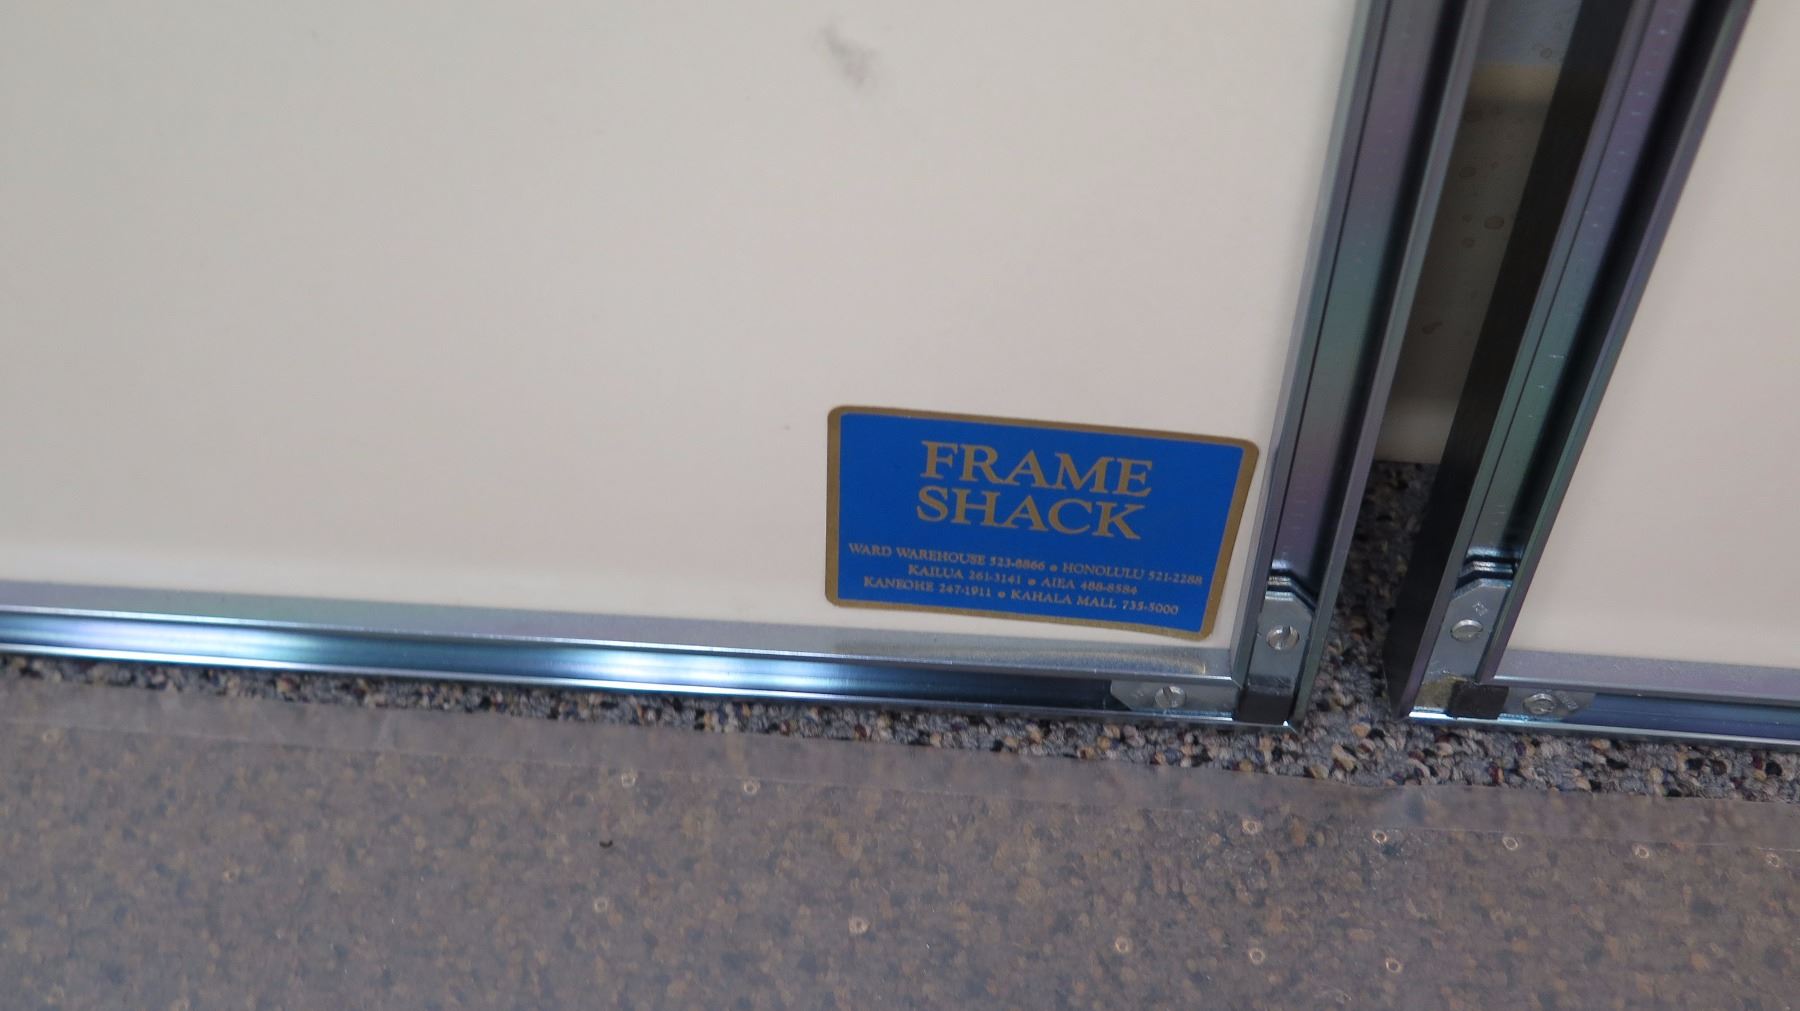 FRAME
SHACK
WARD WAREHOUSE 523-8866 • HONOLULU 521-2288
KAILUA 261-3141 • AIEA 488-8584
KANEOHE 247-1911 • KAHALA MALL 735-5000